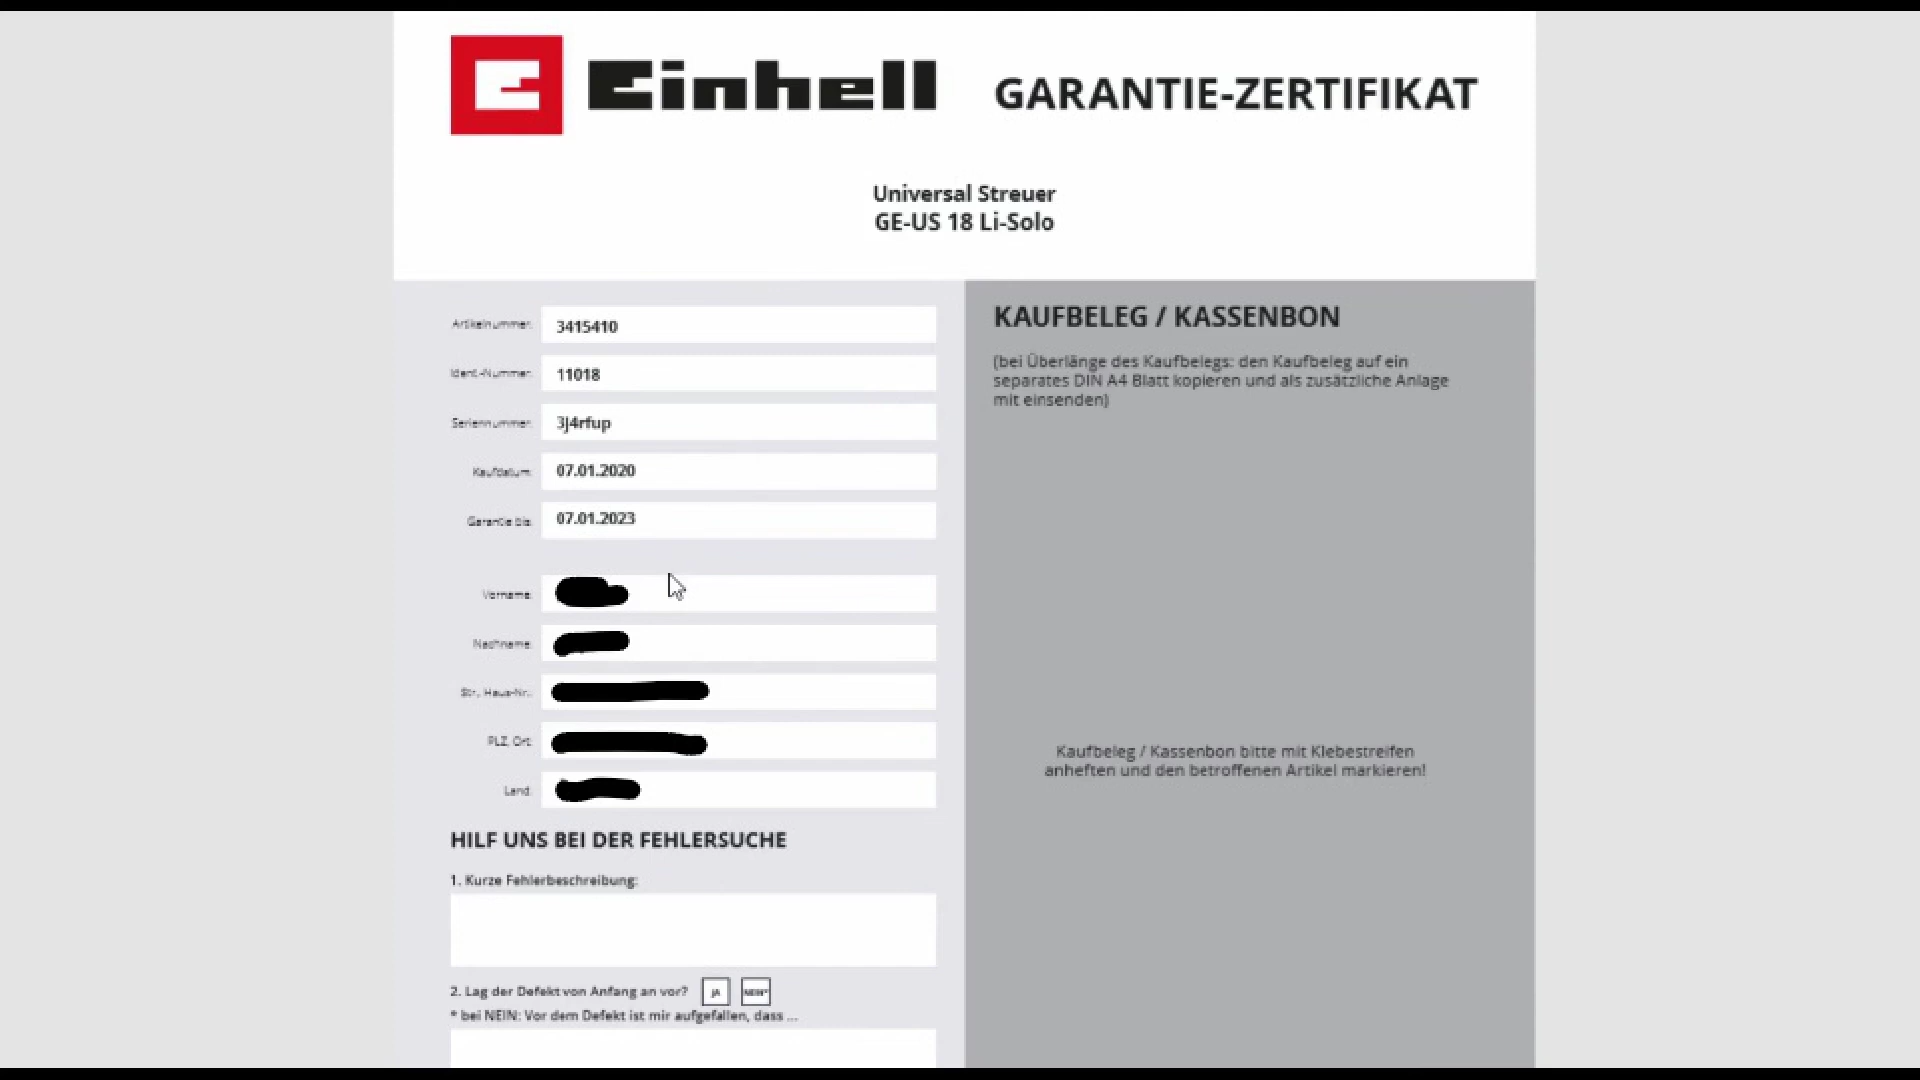 Einhell GARANTIE-ZERTIFIKAT
Universal Streuer
GE-US 18 Li-Solo
Artikelnummer: 3415410
Ident.-Nummer: 11018
Seriennummer: 3J4rfup
Kaufdatum: 07.01.2020
Garantie bis: 07.01.2023
Vorname:
Nachname:
Str., Haus-Nr.:
PLZ, Ort:
Land:
HILF UNS BEI DER FEHLERSUCHE
1. Kurze Fehlerbeschreibung:
2. Lag der Defekt von Anfang an vor? JA NEIN*
* bei NEIN: Vor dem Defekt ist mir aufgefallen, dass ...
KAUFBELEG / KASSENBON
(bei Überlänge des Kaufbelegs: den Kaufbeleg auf ein
separates DIN A4 Blatt kopieren und als zusätzliche Anlage
mit einsenden)
Kaufbeleg / Kassenbon bitte mit Klebestreifen
anheften und den betroffenen Artikel markieren!